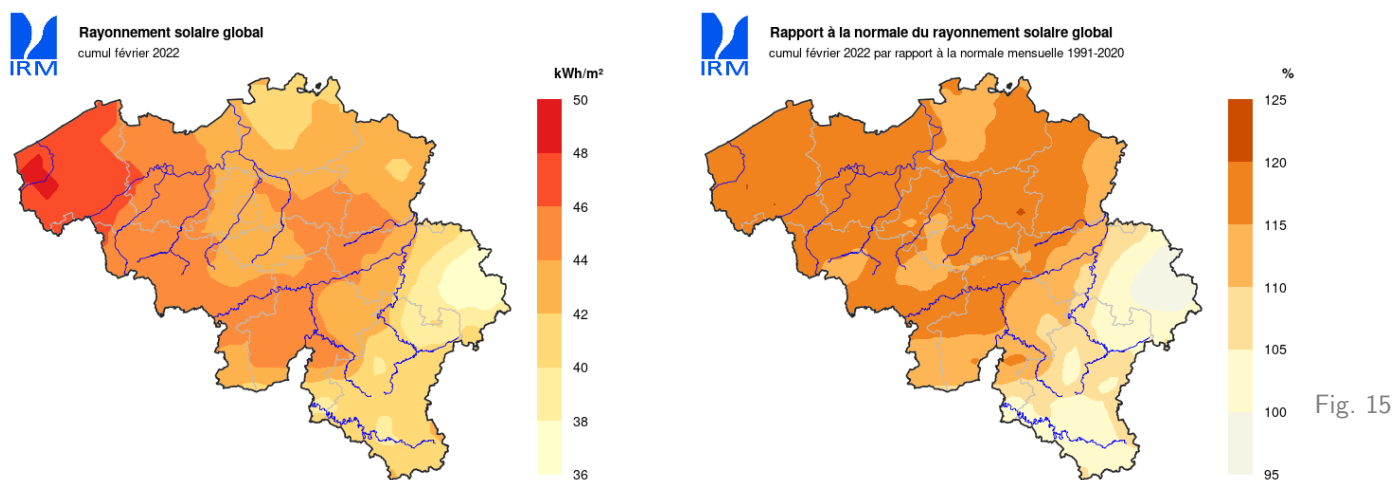 IRM
Rayonnement solaire global
cumul février 2022
kWh/m²
50
48
46
44
42
40
38
36
IRM
Rapport à la normale du rayonnement solaire global
cumul février 2022 par rapport à la normale mensuelle 1991-2020
%
125
120
115
110
105
100
95
Fig. 15